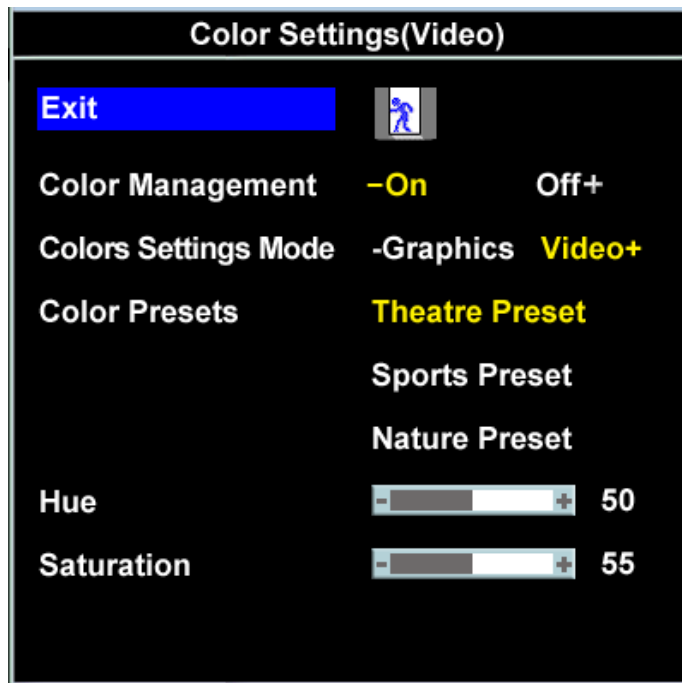 Color Settings(Video)
Exit
Color Management −On Off+
Colors Settings Mode -Graphics Video+
Color Presets Theatre Preset
Sports Preset
Nature Preset
Hue - + 50
Saturation - + 55